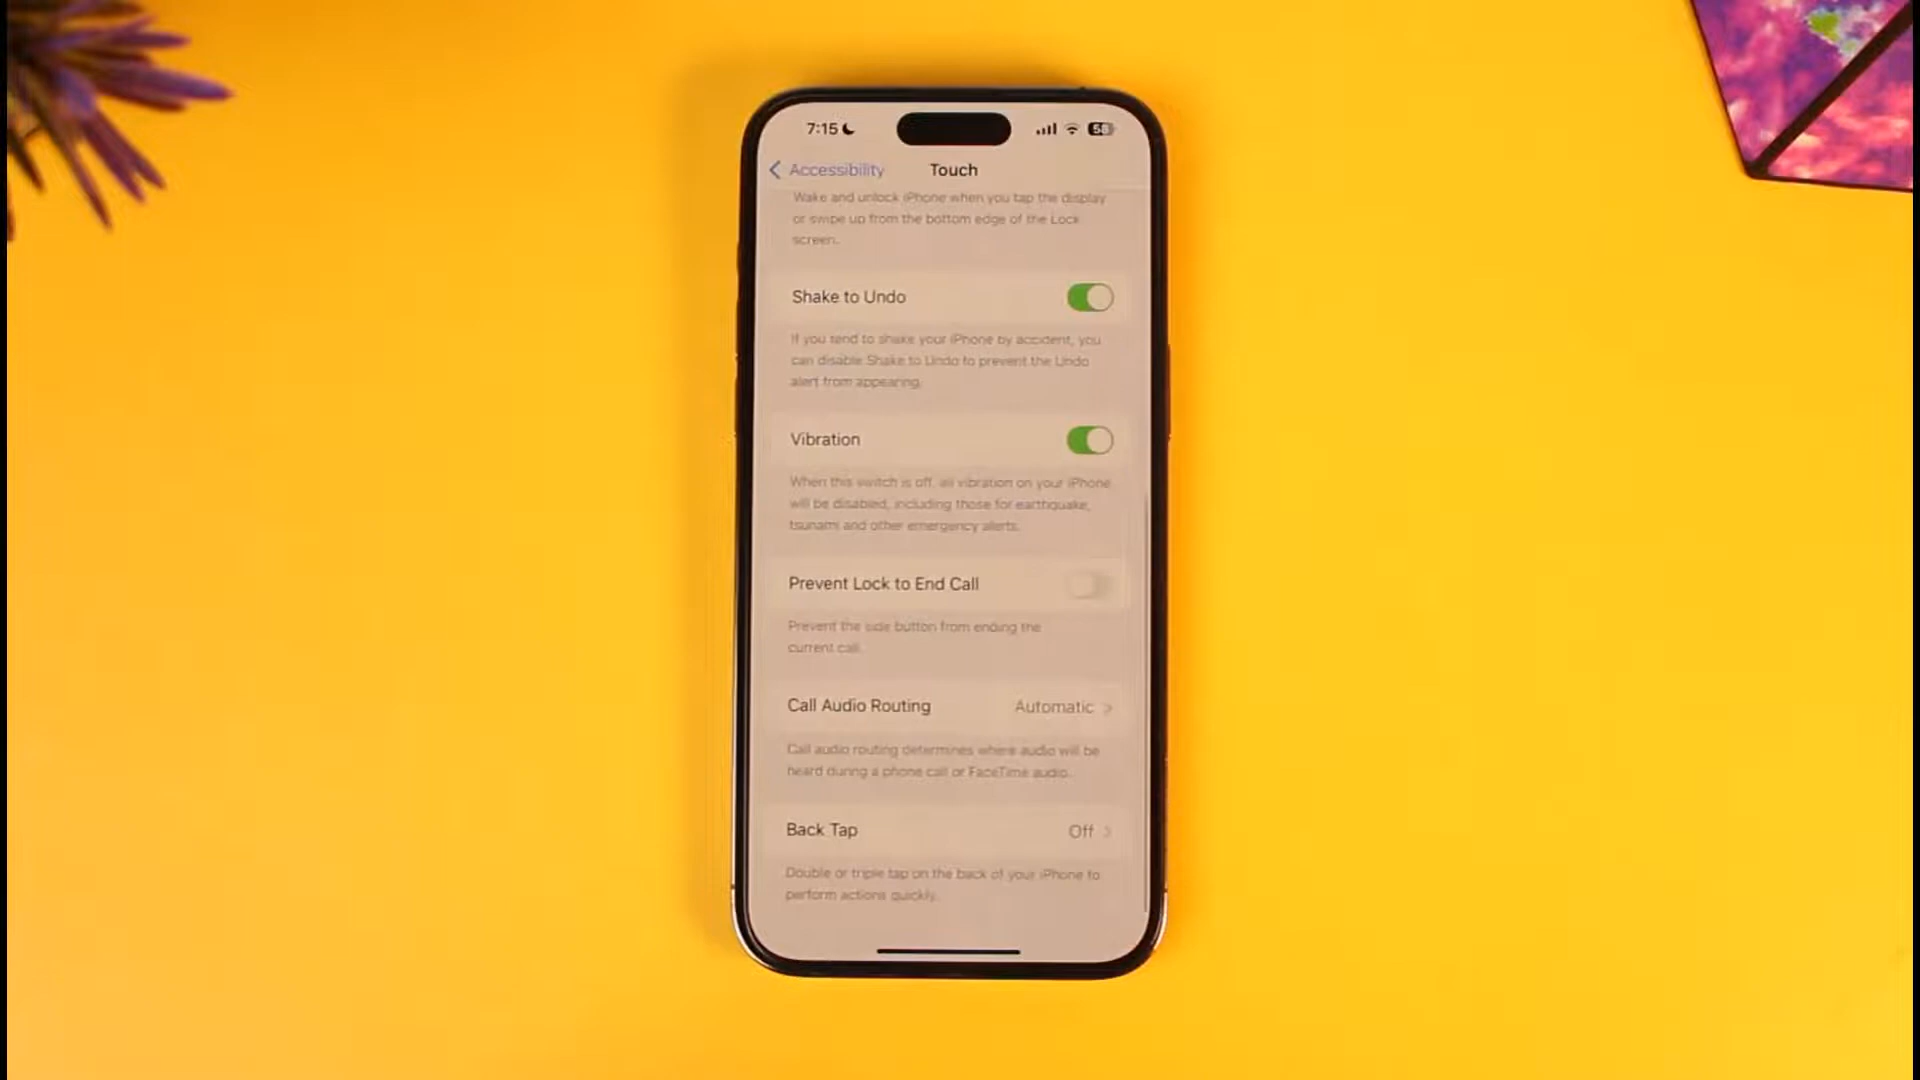 7:15
58
Accessibility
Touch
Wake and unlock iPhone when you tap the display
or swipe up from the bottom edge of the Lock
screen.
Shake to Undo
If you tend to shake your iPhone by accident, you
can disable Shake to Undo to prevent the Undo
alert from appearing.
Vibration
When this switch is off, all vibration on your iPhone
will be disabled, including those for earthquake,
tsunami and other emergency alerts.
Prevent Lock to End Call
Prevent the side button from ending the
current call.
Call Audio Routing
Automatic
Call audio routing determines where audio will be
heard during a phone call or FaceTime audio.
Back Tap
Off
Double or triple tap on the back of your iPhone to
perform actions quickly.